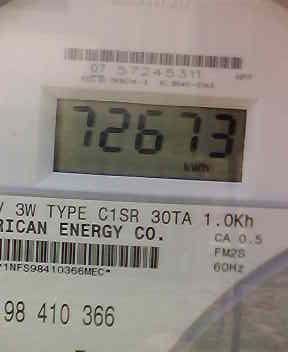 07 57245311
72673
kWh
V 3W TYPE C1SR 30TA 1.0Kh
RICAN ENERGY CO.
CA 0.5
FM2S
60Hz
*1NFS98410366MEC*
98 410 366